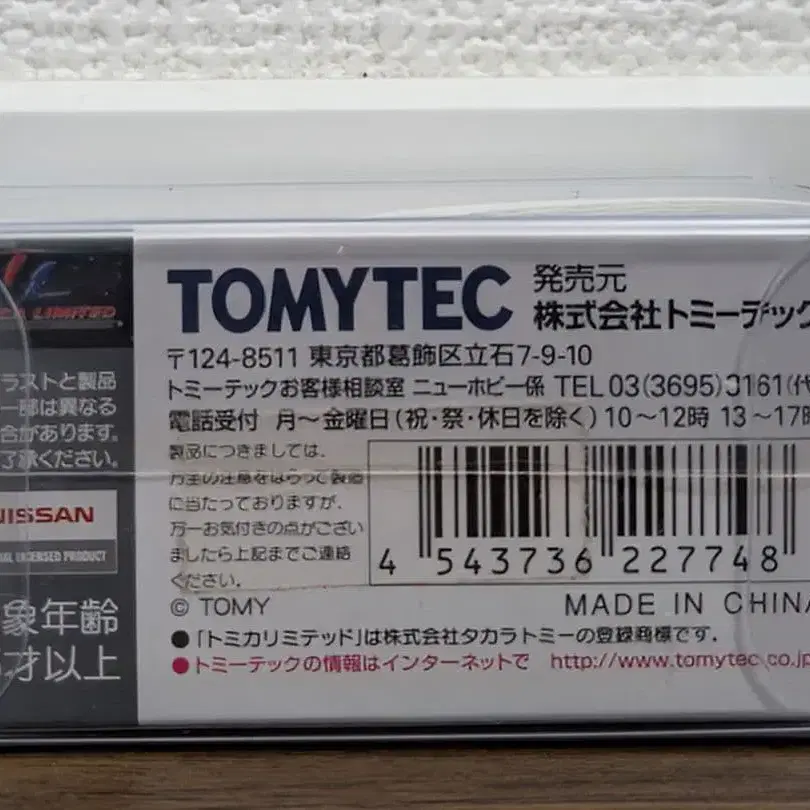 LIMITED
ラストと製品
一部は異なる
合があります。
了承ください。
NISSAN
LICENSED PRODUCT
象年齢
才以上
TOMYTEC 発売元
株式会社トミーテック
〒124-8511 東京都葛飾区立石7-9-10
トミーテックお客様相談室 ニューホビー係 TEL 03(3695)3161(代
電話受付 月〜金曜日(祝・祭・休日を除く)10〜12時 13〜17時
製品につきましては、
万全の注意をはらって製造
に当たっておりますが、
万一お気付きの点がござい
ましたら上記までご連絡
ください。
4 543736 227748
© TOMY MADE IN CHINA
●「トミカリミテッド」は株式会社タカラトミーの登録商標です。
●トミーテックの情報はインターネットで http://www.tomytec.co.jp